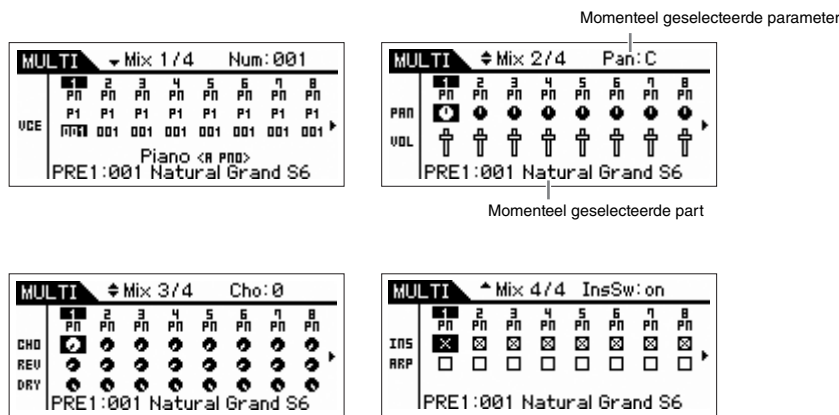 Momenteel geselecteerde parameter
MULTI Mix 1/4 Num:001
1 2 3 4 5 6 7 8
Pn Pn Pn Pn Pn Pn Pn Pn
P1 P1 P1 P1 P1 P1 P1 P1
VCE 001 001 001 001 001 001 001 001
Piano <A PNO>
PRE1:001 Natural Grand S6
MULTI Mix 2/4 Pan:C
1 2 3 4 5 6 7 8
Pn Pn Pn Pn Pn Pn Pn Pn
PAN
VOL
PRE1:001 Natural Grand S6
Momenteel geselecteerde part
MULTI Mix 3/4 Cho:0
1 2 3 4 5 6 7 8
Pn Pn Pn Pn Pn Pn Pn Pn
CHO
REV
DRY
PRE1:001 Natural Grand S6
MULTI Mix 4/4 InsSw:on
1 2 3 4 5 6 7 8
Pn Pn Pn Pn Pn Pn Pn Pn
INS
ARP
PRE1:001 Natural Grand S6